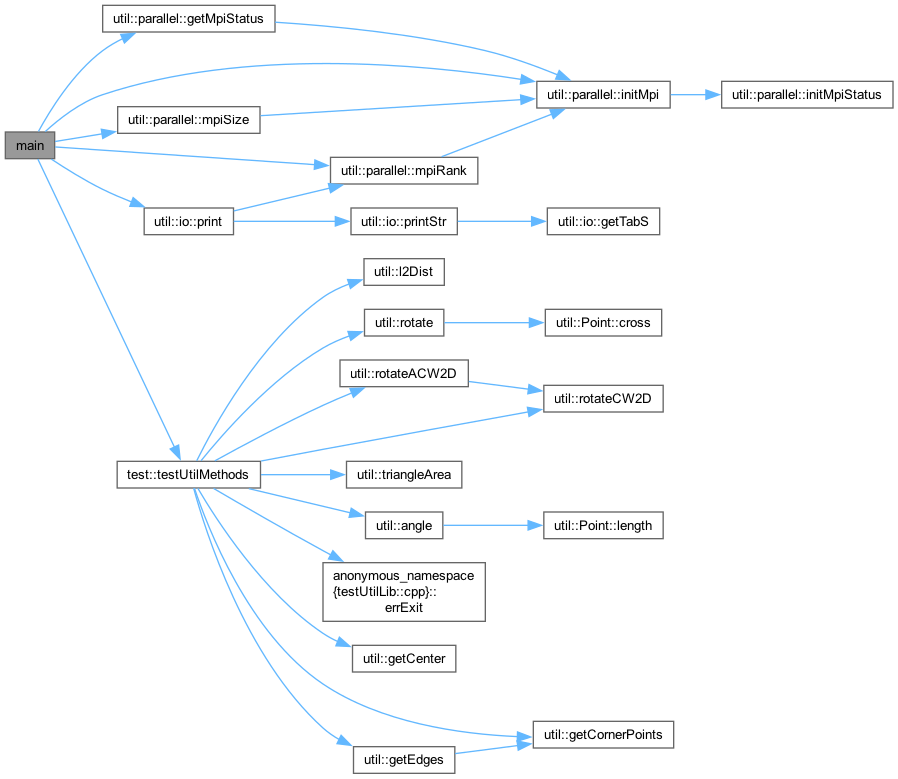 util::parallel::getMpiStatus
util::parallel::initMpi
util::parallel::initMpiStatus
util::parallel::mpiSize
main
util::parallel::mpiRank
util::io::print
util::io::printStr
util::io::getTabS
util::l2Dist
util::rotate
util::Point::cross
util::rotateACW2D
util::rotateCW2D
test::testUtilMethods
util::triangleArea
util::angle
util::Point::length
anonymous_namespace
{testUtilLib::cpp}::
errExit
util::getCenter
util::getCornerPoints
util::getEdges